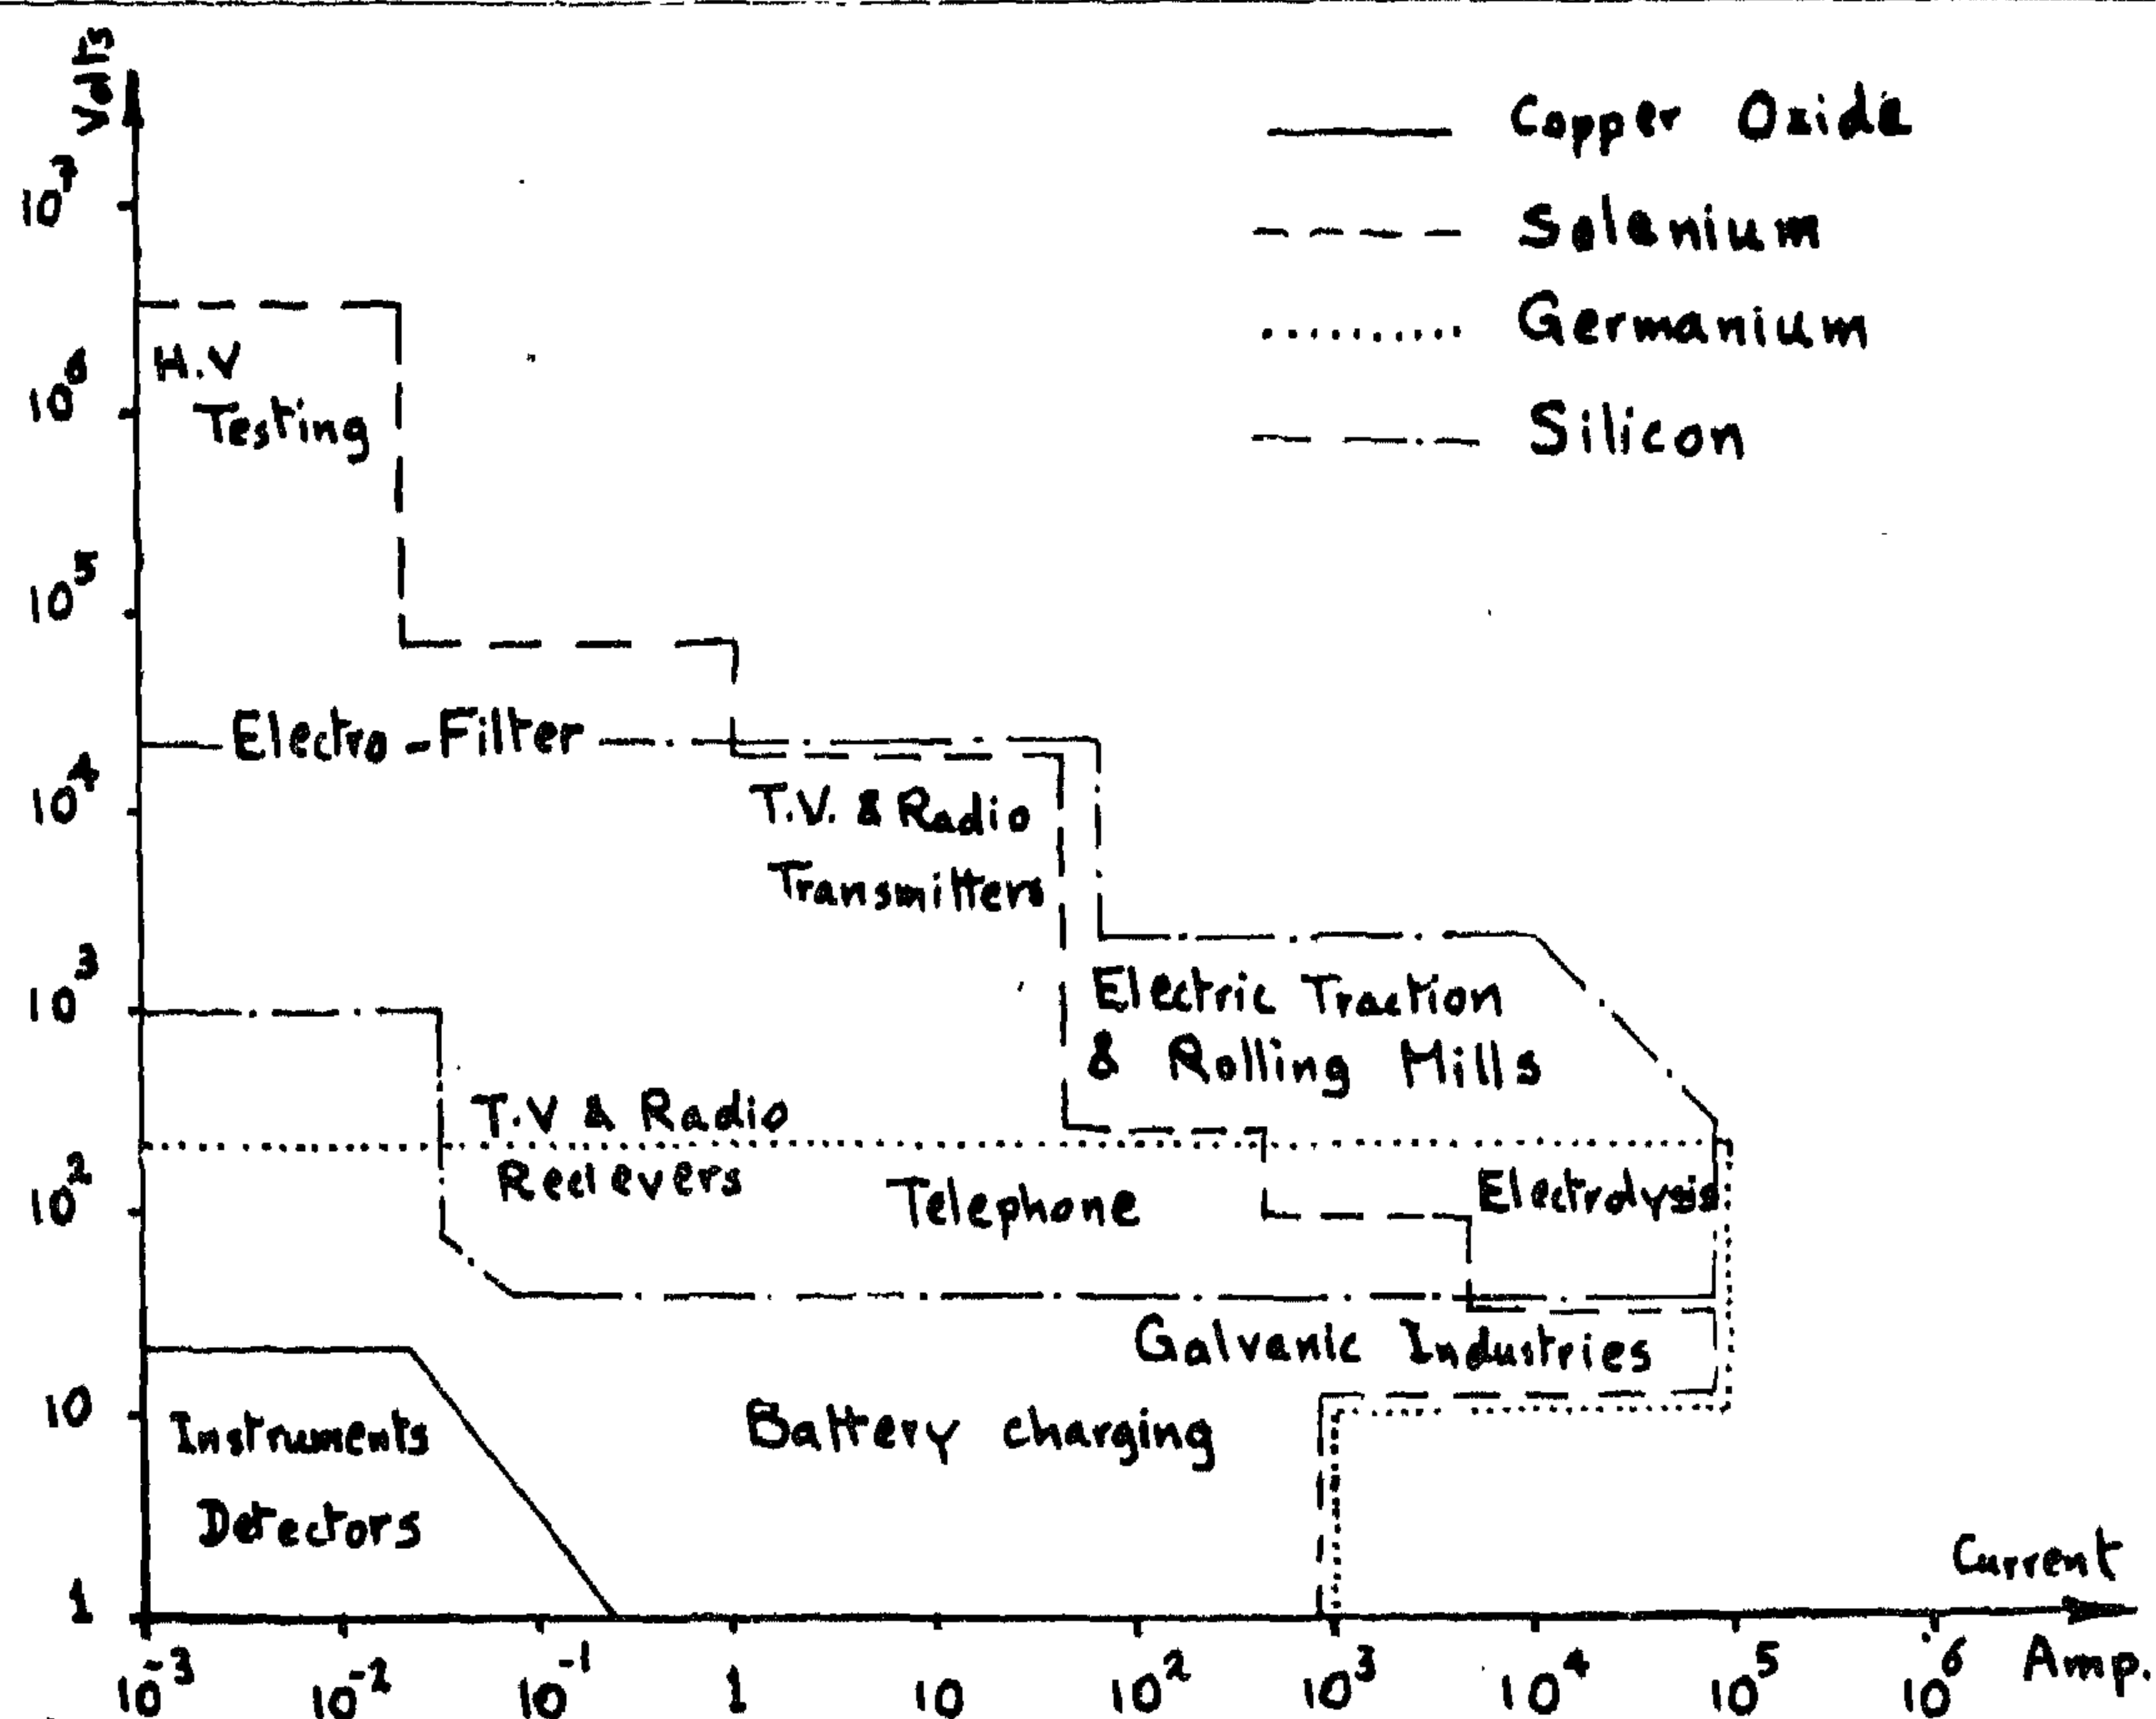 Volts
10⁷
10⁶
10⁵
10⁴
10³
10²
10
1
Copper Oxide
Selenium
Germanium
Silicon
H.V
Testing
Electro-Filter
T.V. & Radio
Transmitters
Electric Traction
& Rolling Mills
T.V & Radio
Recievers
Telephone
Electrolysis
Galvanic Industries
Battery charging
Instruments
Detectors
Current
Amp.
10⁻³ 10⁻² 10⁻¹ 1 10 10² 10³ 10⁴ 10⁵ 10⁶